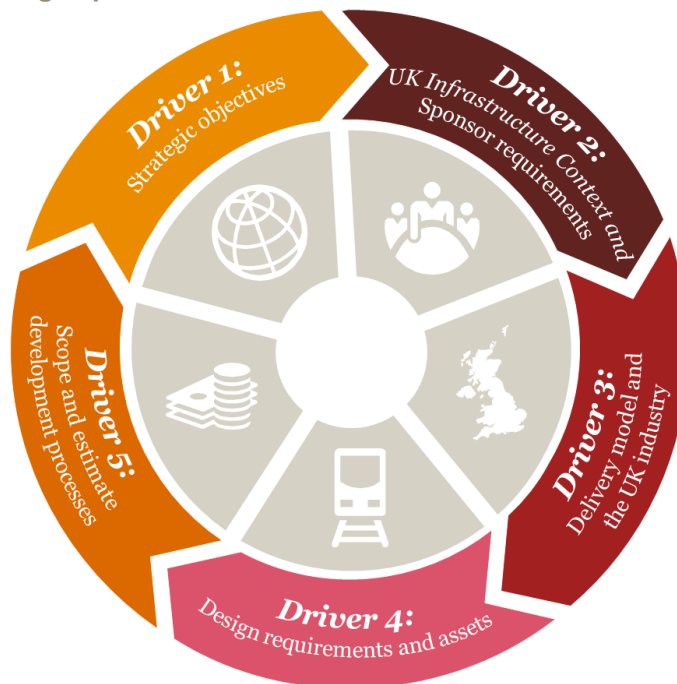 Driver 1:
Strategic objectives
Driver 2:
UK Infrastructure Context and
Sponsor requirements
Driver 3:
Delivery model and
the UK industry
Driver 4:
Design requirements and assets
Driver 5:
Scope and estimate
development processes